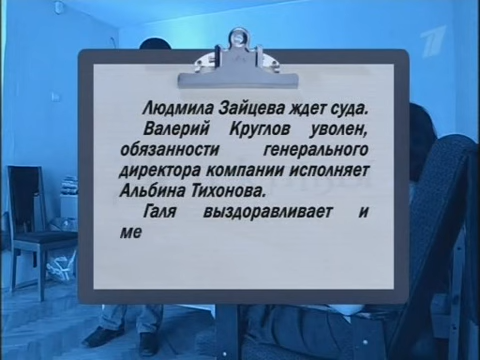 Людмила Зайцева ждет суда.
Валерий Круглов уволен,
обязанности генерального
директора компании исполняет
Альбина Тихонова.
Галя выздоравливает и
ме